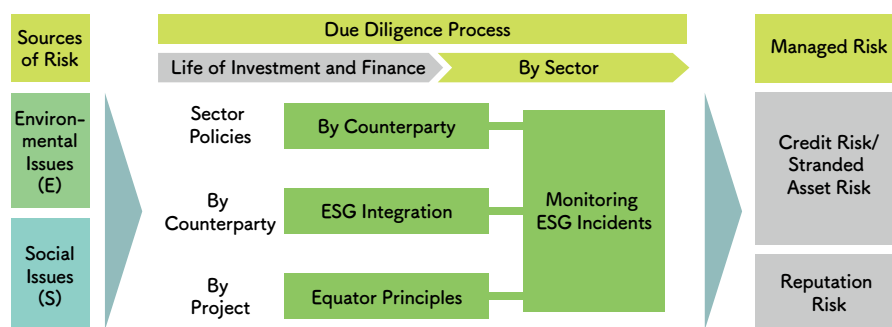 Sources
of Risk
Environ-
mental
Issues
(E)
Social
Issues
(S)
Due Diligence Process
Life of Investment and Finance
By Sector
Sector
Policies
By Counterparty
By
Counterparty
ESG Integration
By
Project
Equator Principles
Monitoring
ESG Incidents
Managed Risk
Credit Risk/
Stranded
Asset Risk
Reputation
Risk